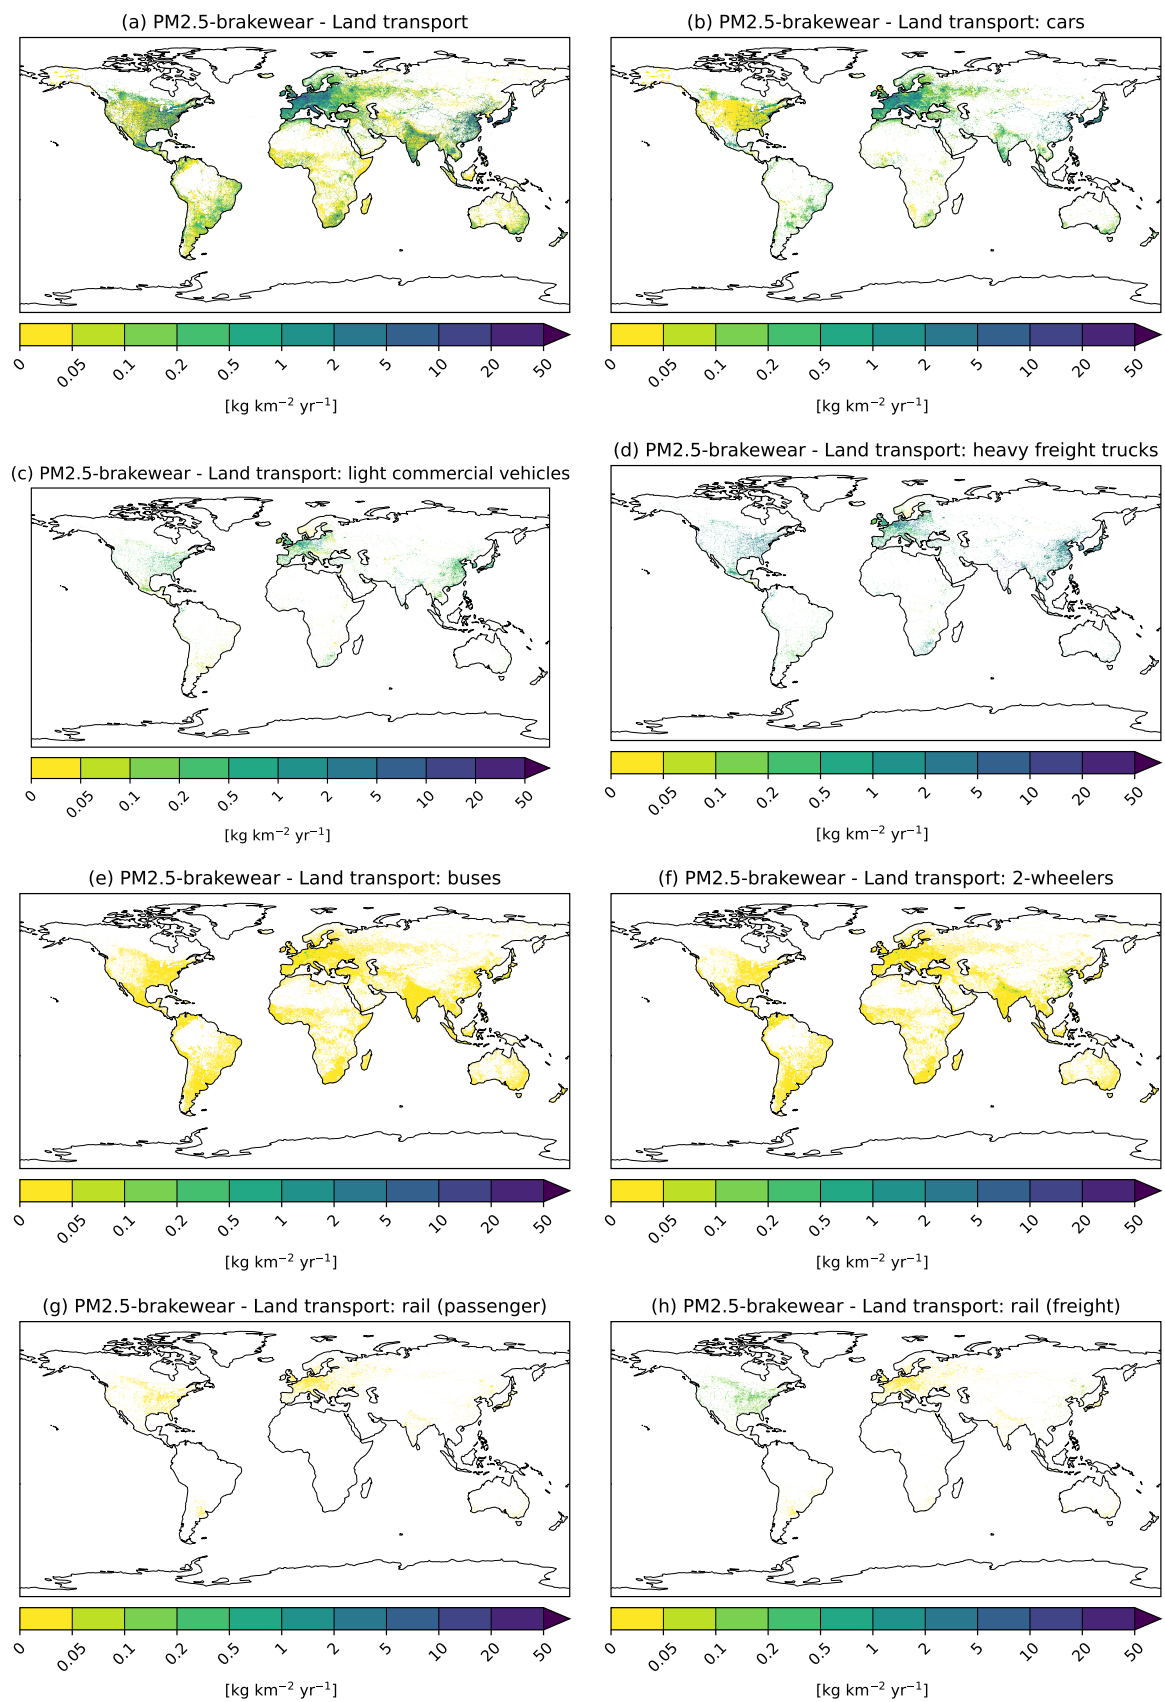 (a) PM2.5-brakewear - Land transport
0 0.05 0.1 0.2 0.5 1 2 5 10 20 50
[kg km⁻² yr⁻¹]
(b) PM2.5-brakewear - Land transport: cars
0 0.05 0.1 0.2 0.5 1 2 5 10 20 50
[kg km⁻² yr⁻¹]
(c) PM2.5-brakewear - Land transport: light commercial vehicles
0 0.05 0.1 0.2 0.5 1 2 5 10 20 50
[kg km⁻² yr⁻¹]
(d) PM2.5-brakewear - Land transport: heavy freight trucks
0 0.05 0.1 0.2 0.5 1 2 5 10 20 50
[kg km⁻² yr⁻¹]
(e) PM2.5-brakewear - Land transport: buses
0 0.05 0.1 0.2 0.5 1 2 5 10 20 50
[kg km⁻² yr⁻¹]
(f) PM2.5-brakewear - Land transport: 2-wheelers
0 0.05 0.1 0.2 0.5 1 2 5 10 20 50
[kg km⁻² yr⁻¹]
(g) PM2.5-brakewear - Land transport: rail (passenger)
0 0.05 0.1 0.2 0.5 1 2 5 10 20 50
[kg km⁻² yr⁻¹]
(h) PM2.5-brakewear - Land transport: rail (freight)
0 0.05 0.1 0.2 0.5 1 2 5 10 20 50
[kg km⁻² yr⁻¹]